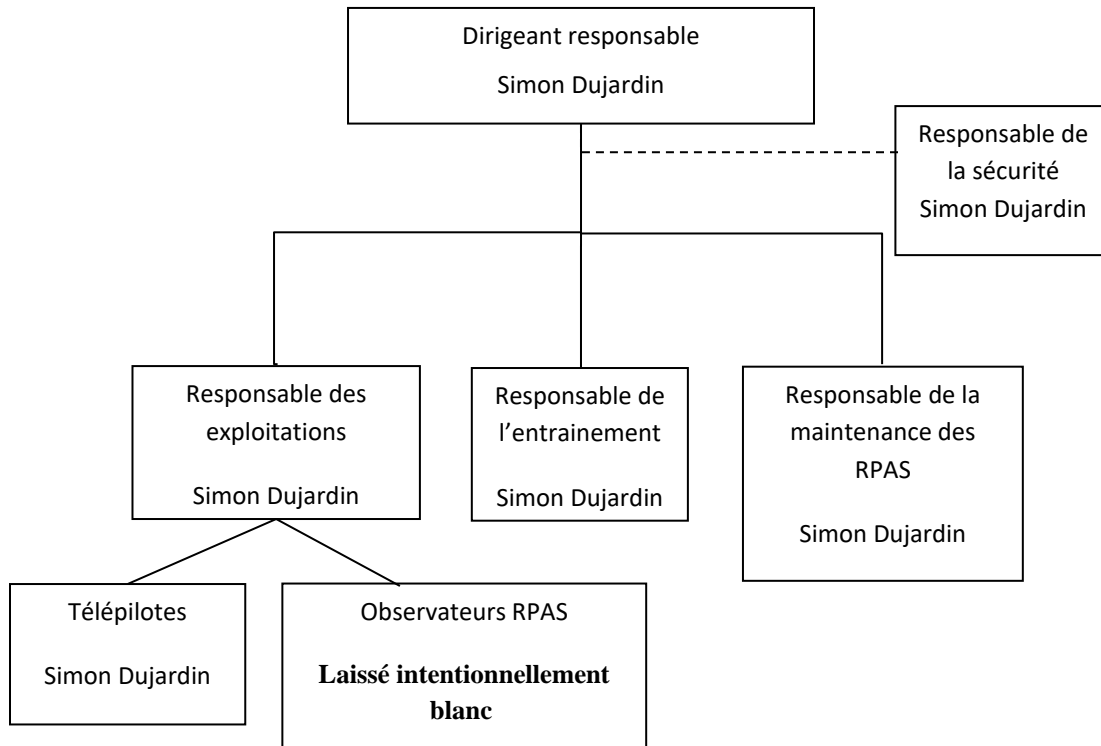 Dirigeant responsable
Simon Dujardin
Responsable de
la sécurité
Simon Dujardin
Responsable des
exploitations
Simon Dujardin
Responsable de
l’entrainement
Simon Dujardin
Responsable de la
maintenance des
RPAS
Simon Dujardin
Télépilotes
Simon Dujardin
Observateurs RPAS
Laissé intentionnellement
blanc